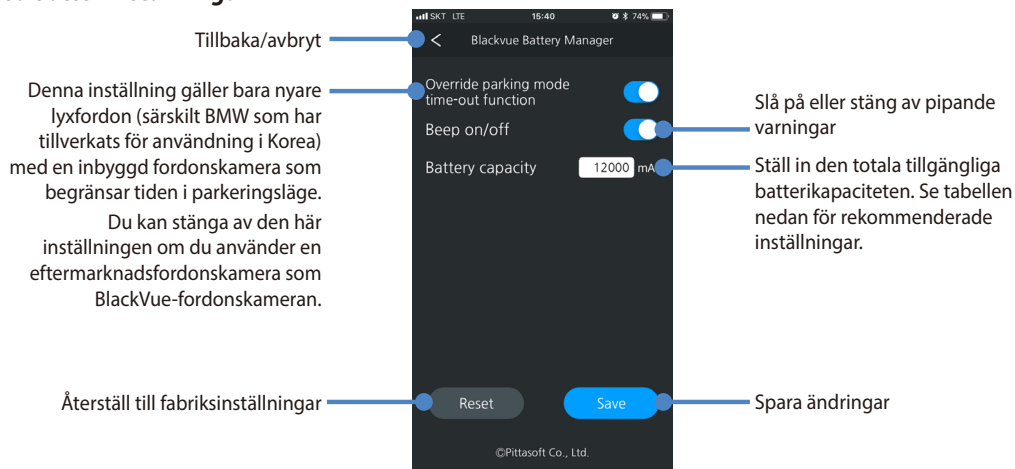 Tillbaka/avbryt
Denna inställning gäller bara nyare
lyxfordon (särskilt BMW som har
tillverkats för användning i Korea)
med en inbyggd fordonskamera som
begränsar tiden i parkeringsläge.
Du kan stänga av den här
inställningen om du använder en
eftermarknadsfordonskamera som
BlackVue-fordonskameran.
Återställ till fabriksinställningar
SKT LTE 15:40 74%
Blackvue Battery Manager
Override parking mode
time-out function
Beep on/off
Battery capacity 12000 mA
Reset Save
©Pittasoft Co., Ltd.
Slå på eller stäng av pipande
varningar
Ställ in den totala tillgängliga
batterikapaciteten. Se tabellen
nedan för rekommenderade
inställningar.
Spara ändringar